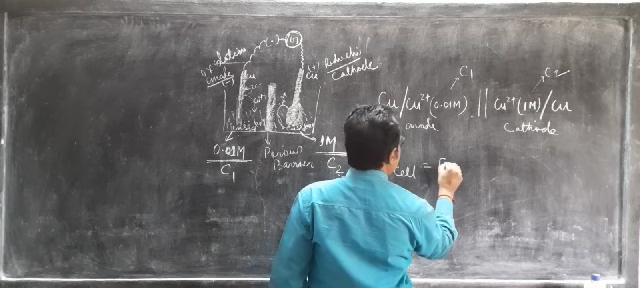 (-)
oxidation
anode
(-)
Cu
Reduction
Cathode
0.01M
C1
Porous
Barrier
1M
C2
C1
C2
Cu/Cu²⁺(0.01M) || Cu²⁺(1M)/Cu
anode
Cathode
cell =